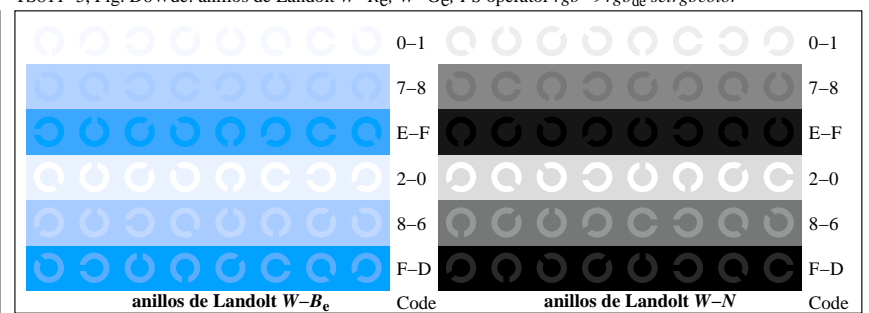 0–1 0–1
7–8 7–8
E–F E–F
2–0 2–0
8–6 8–6
F–D F–D
anillos de Landolt W–Be Code anillos de Landolt W–N Code